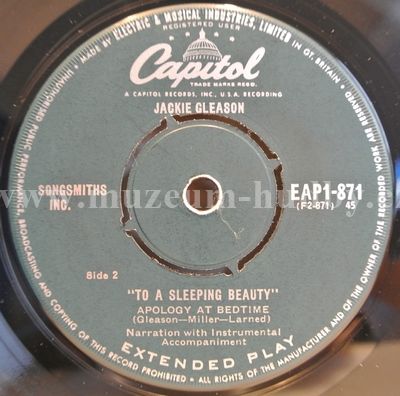 MADE BY ELECTRIC & MUSICAL INDUSTRIES, LIMITED IN GT. BRITAIN •
REGISTERED USER
Capitol
TRADE MARKS REGD.
A CAPITOL RECORDS, INC., U.S.A. RECORDING
JACKIE GLEASON
SONGSMITHS
INC.
EAP1-871
(F2-871) 45
www.muzeum-hudby.
Side 2
"TO A SLEEPING BEAUTY"
APOLOGY AT BEDTIME
(Gleason—Miller—Larned)
Narration with Instrumental
Accompaniment
EXTENDED PLAY
UNAUTHORISED PUBLIC PERFORMANCE, BROADCASTING AND COPYING OF THIS RECORD PROHIBITED • ALL RIGHTS OF THE MANUFACTURER AND OF THE OWNER OF THE RECORDED WORK ARE RESERVED